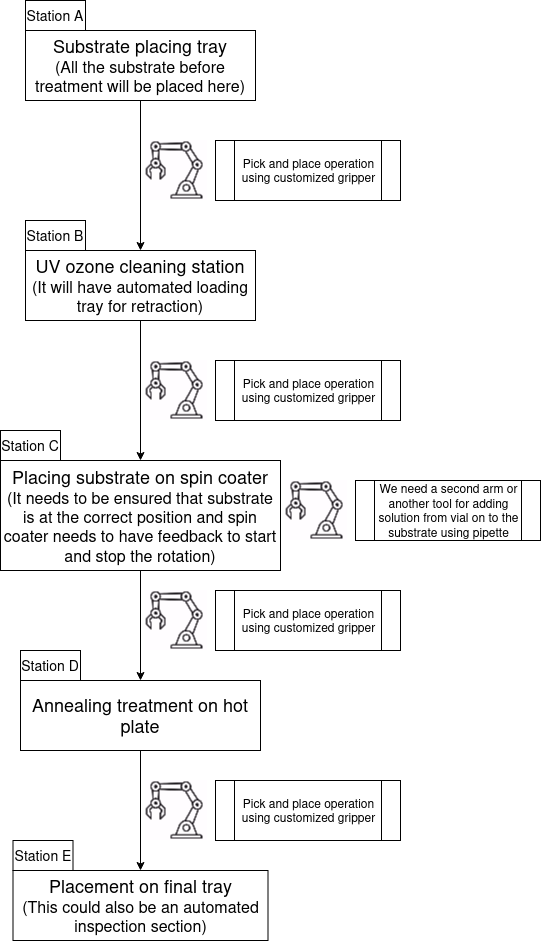 Station A
Substrate placing tray
(All the substrate before
treatment will be placed here)
Pick and place operation
using customized gripper
Station B
UV ozone cleaning station
(It will have automated loading
tray for retraction)
Pick and place operation
using customized gripper
Station C
Placing substrate on spin coater
(It needs to be ensured that substrate
is at the correct position and spin
coater needs to have feedback to start
and stop the rotation)
We need a second arm or
another tool for adding
solution from vial on to the
substrate using pipette
Pick and place operation
using customized gripper
Station D
Annealing treatment on hot
plate
Pick and place operation
using customized gripper
Station E
Placement on final tray
(This could also be an automated
inspection section)